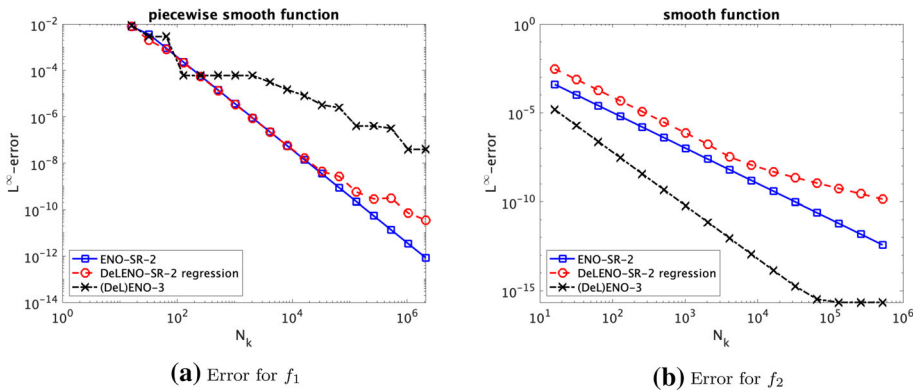 piecewise smooth function
10^-2
10^-4
10^-6
10^-8
10^-10
10^-12
10^-14
L^∞-error
ENO-SR-2
DeLENO-SR-2 regression
(DeL)ENO-3
10^0
10^2
10^4
10^6
N_k
(a) Error for f_1
smooth function
10^0
10^-5
10^-10
10^-15
L^∞-error
ENO-SR-2
DeLENO-SR-2 regression
(DeL)ENO-3
10^1
10^2
10^3
10^4
10^5
10^6
N_k
(b) Error for f_2